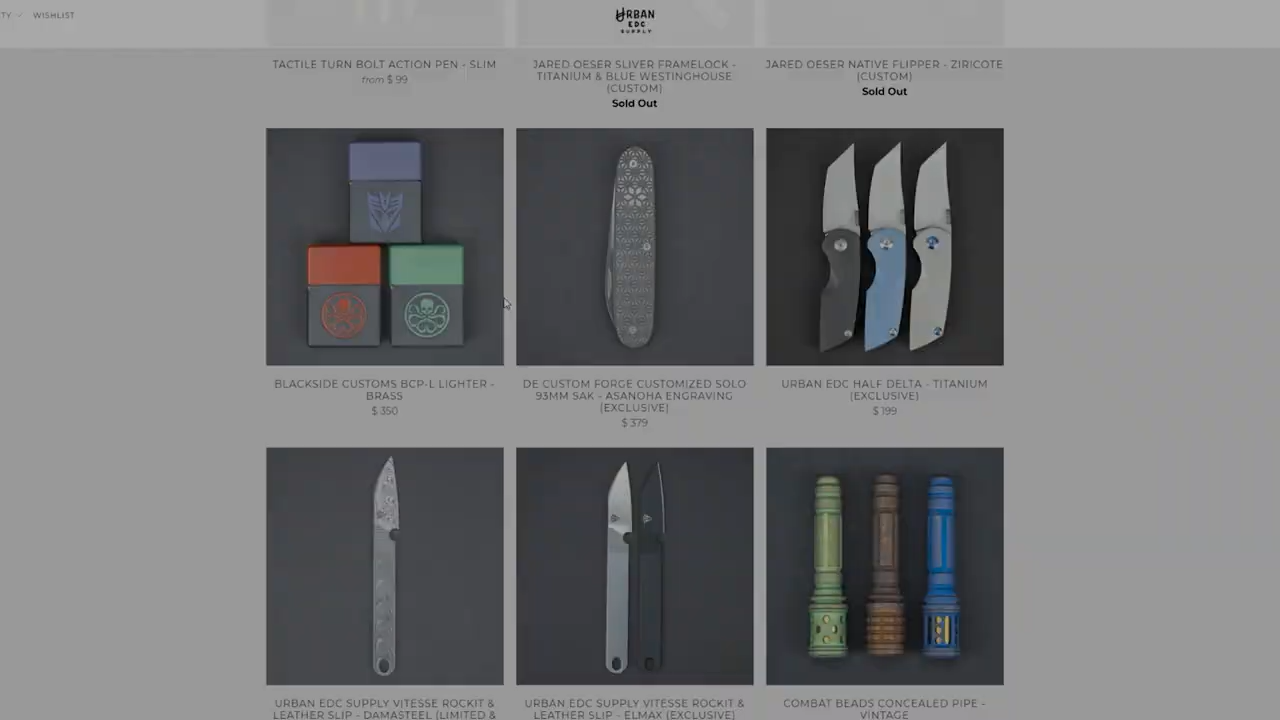 TY
WISHLIST
URBAN
EDC
SUPPLY
TACTILE TURN BOLT ACTION PEN - SLIM
from $ 99
JARED OESER SLIVER FRAMELOCK -
TITANIUM & BLUE WESTINGHOUSE
(CUSTOM)
Sold Out
JARED OESER NATIVE FLIPPER - ZIRICOTE
(CUSTOM)
Sold Out
BLACKSIDE CUSTOMS BCP-L LIGHTER -
BRASS
$ 350
DE CUSTOM FORGE CUSTOMIZED SOLO
93MM SAK - ASANOHA ENGRAVING
(EXCLUSIVE)
$ 379
URBAN EDC HALF DELTA - TITANIUM
(EXCLUSIVE)
$ 199
URBAN EDC SUPPLY VITESSE ROCKIT &
LEATHER SLIP - DAMASTEEL (LIMITED &
URBAN EDC SUPPLY VITESSE ROCKIT &
LEATHER SLIP - ELMAX (EXCLUSIVE)
COMBAT BEADS CONCEALED PIPE -
VINTAGE